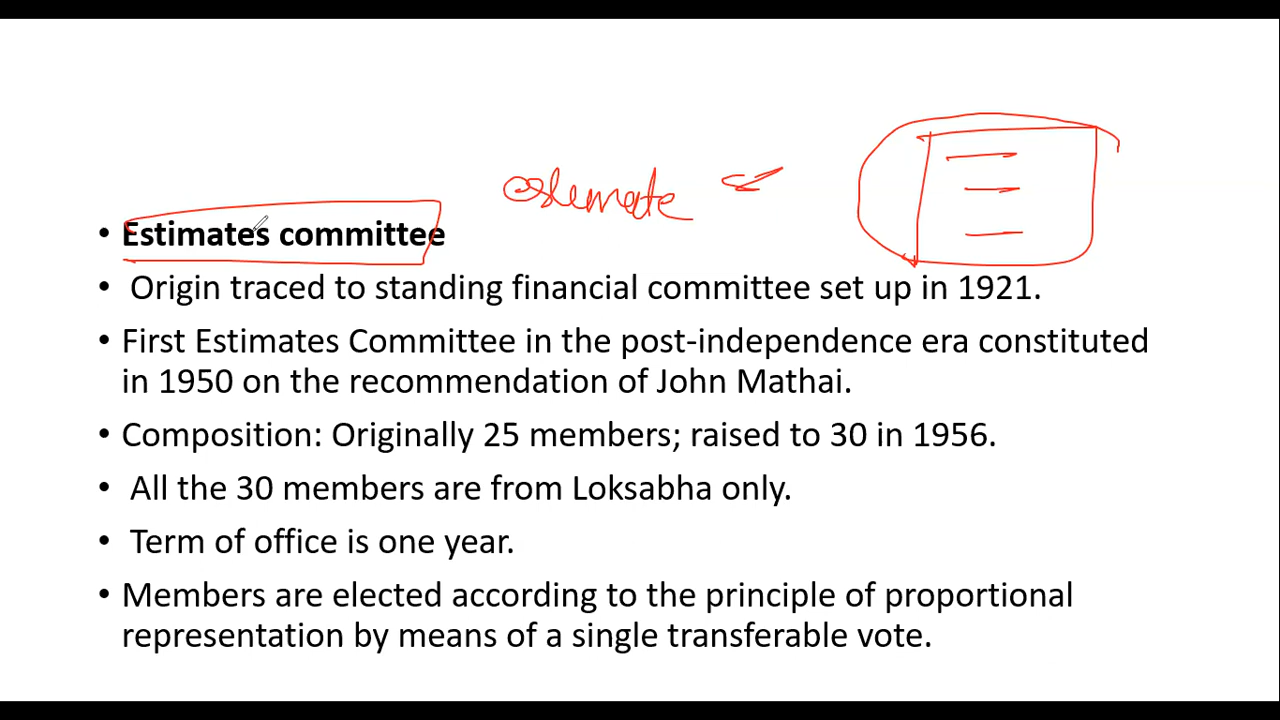 estimate
• Estimates committee
• Origin traced to standing financial committee set up in 1921.
• First Estimates Committee in the post-independence era constituted
in 1950 on the recommendation of John Mathai.
• Composition: Originally 25 members; raised to 30 in 1956.
• All the 30 members are from Loksabha only.
• Term of office is one year.
• Members are elected according to the principle of proportional
representation by means of a single transferable vote.